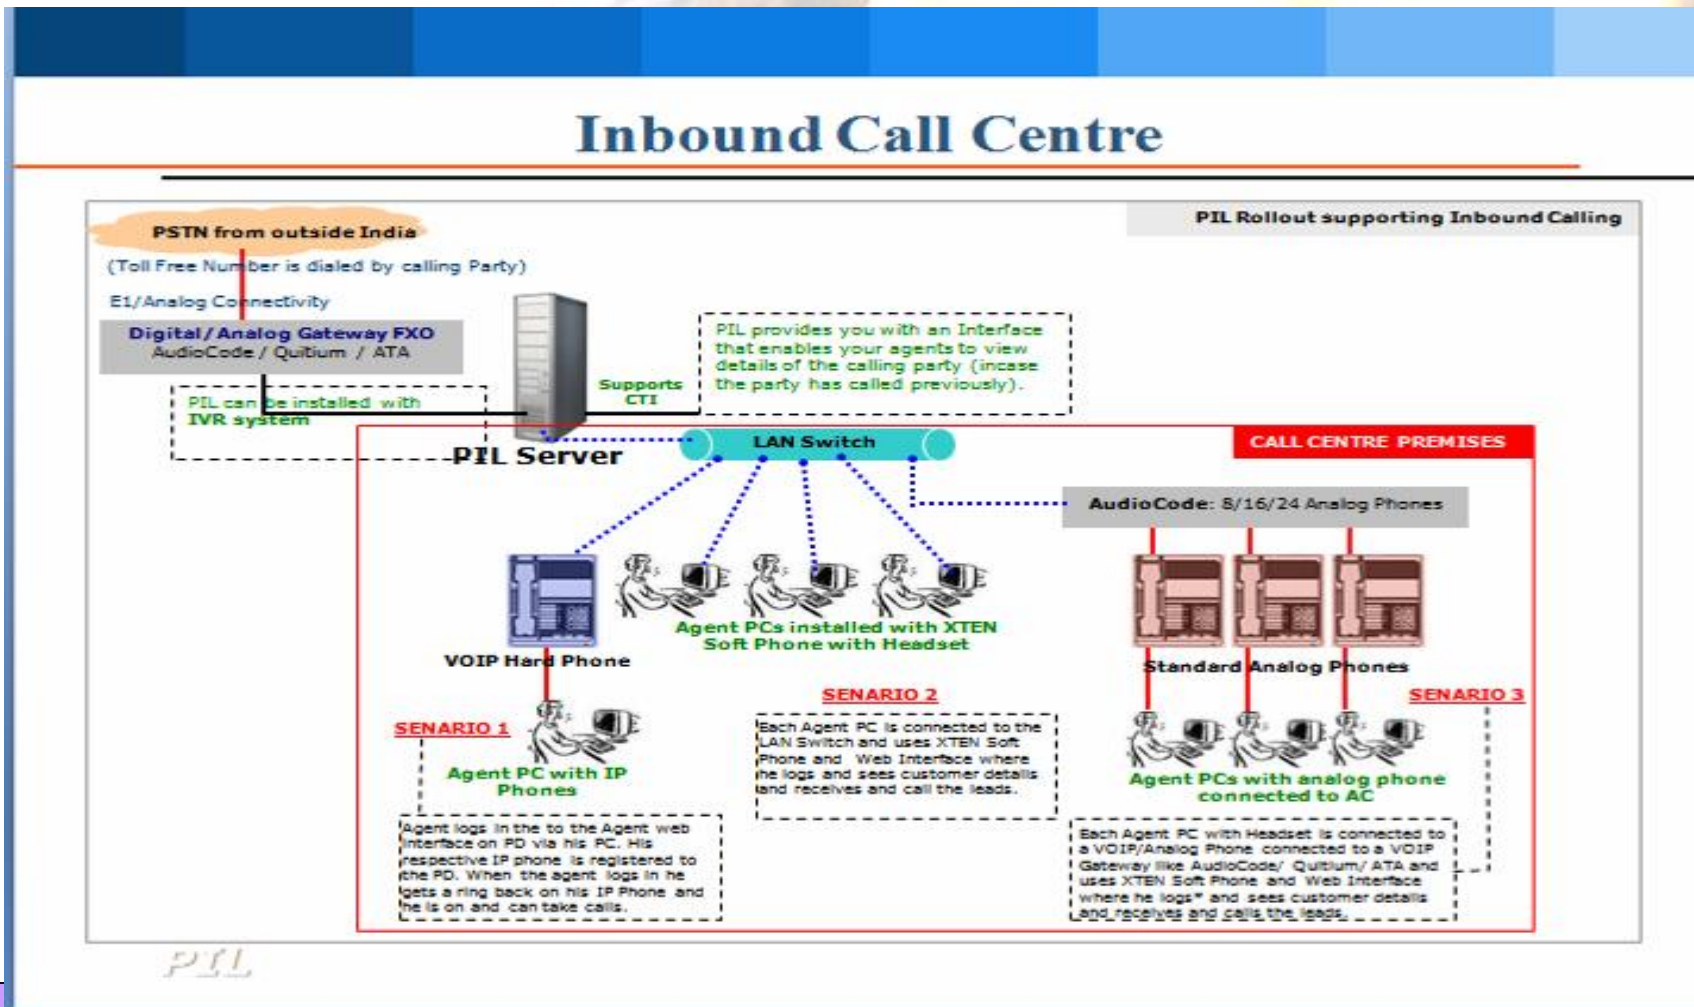 Inbound Call Centre
PIL Rollout supporting Inbound Calling
PSTN from outside India
(Toll Free Number is dialed by calling Party)
E1/Analog Connectivity
Digital/Analog Gateway FXO
AudioCode / Quitium / ATA
PIL can be installed with
IVR system
PIL Server
Supports
CTI
PIL provides you with an Interface
that enables your agents to view
details of the calling party (incase
the party has called previously).
LAN Switch
CALL CENTRE PREMISES
AudioCode: 8/16/24 Analog Phones
VOIP Hard Phone
Agent PCs installed with XTEN
Soft Phone with Headset
Standard Analog Phones
SENARIO 1
Agent PC with IP
Phones
Agent logs in the to the Agent web
interface on PD via his PC. His
respective IP phone is registered to
the PD. When the agent logs in he
gets a ring back on his IP Phone and
he is on and can take calls.
SENARIO 2
Each Agent PC is connected to the
LAN Switch and uses XTEN Soft
Phone and Web Interface where
he logs and sees customer details
and receives and call the leads.
SENARIO 3
Agent PCs with analog phone
connected to AC
Each Agent PC with Headset is connected to
a VOIP/Analog Phone connected to a VOIP
Gateway like AudioCode/ Quitium/ ATA and
uses XTEN Soft Phone and Web Interface
where he logs* and sees customer details
and receives and calls the leads.
PIL